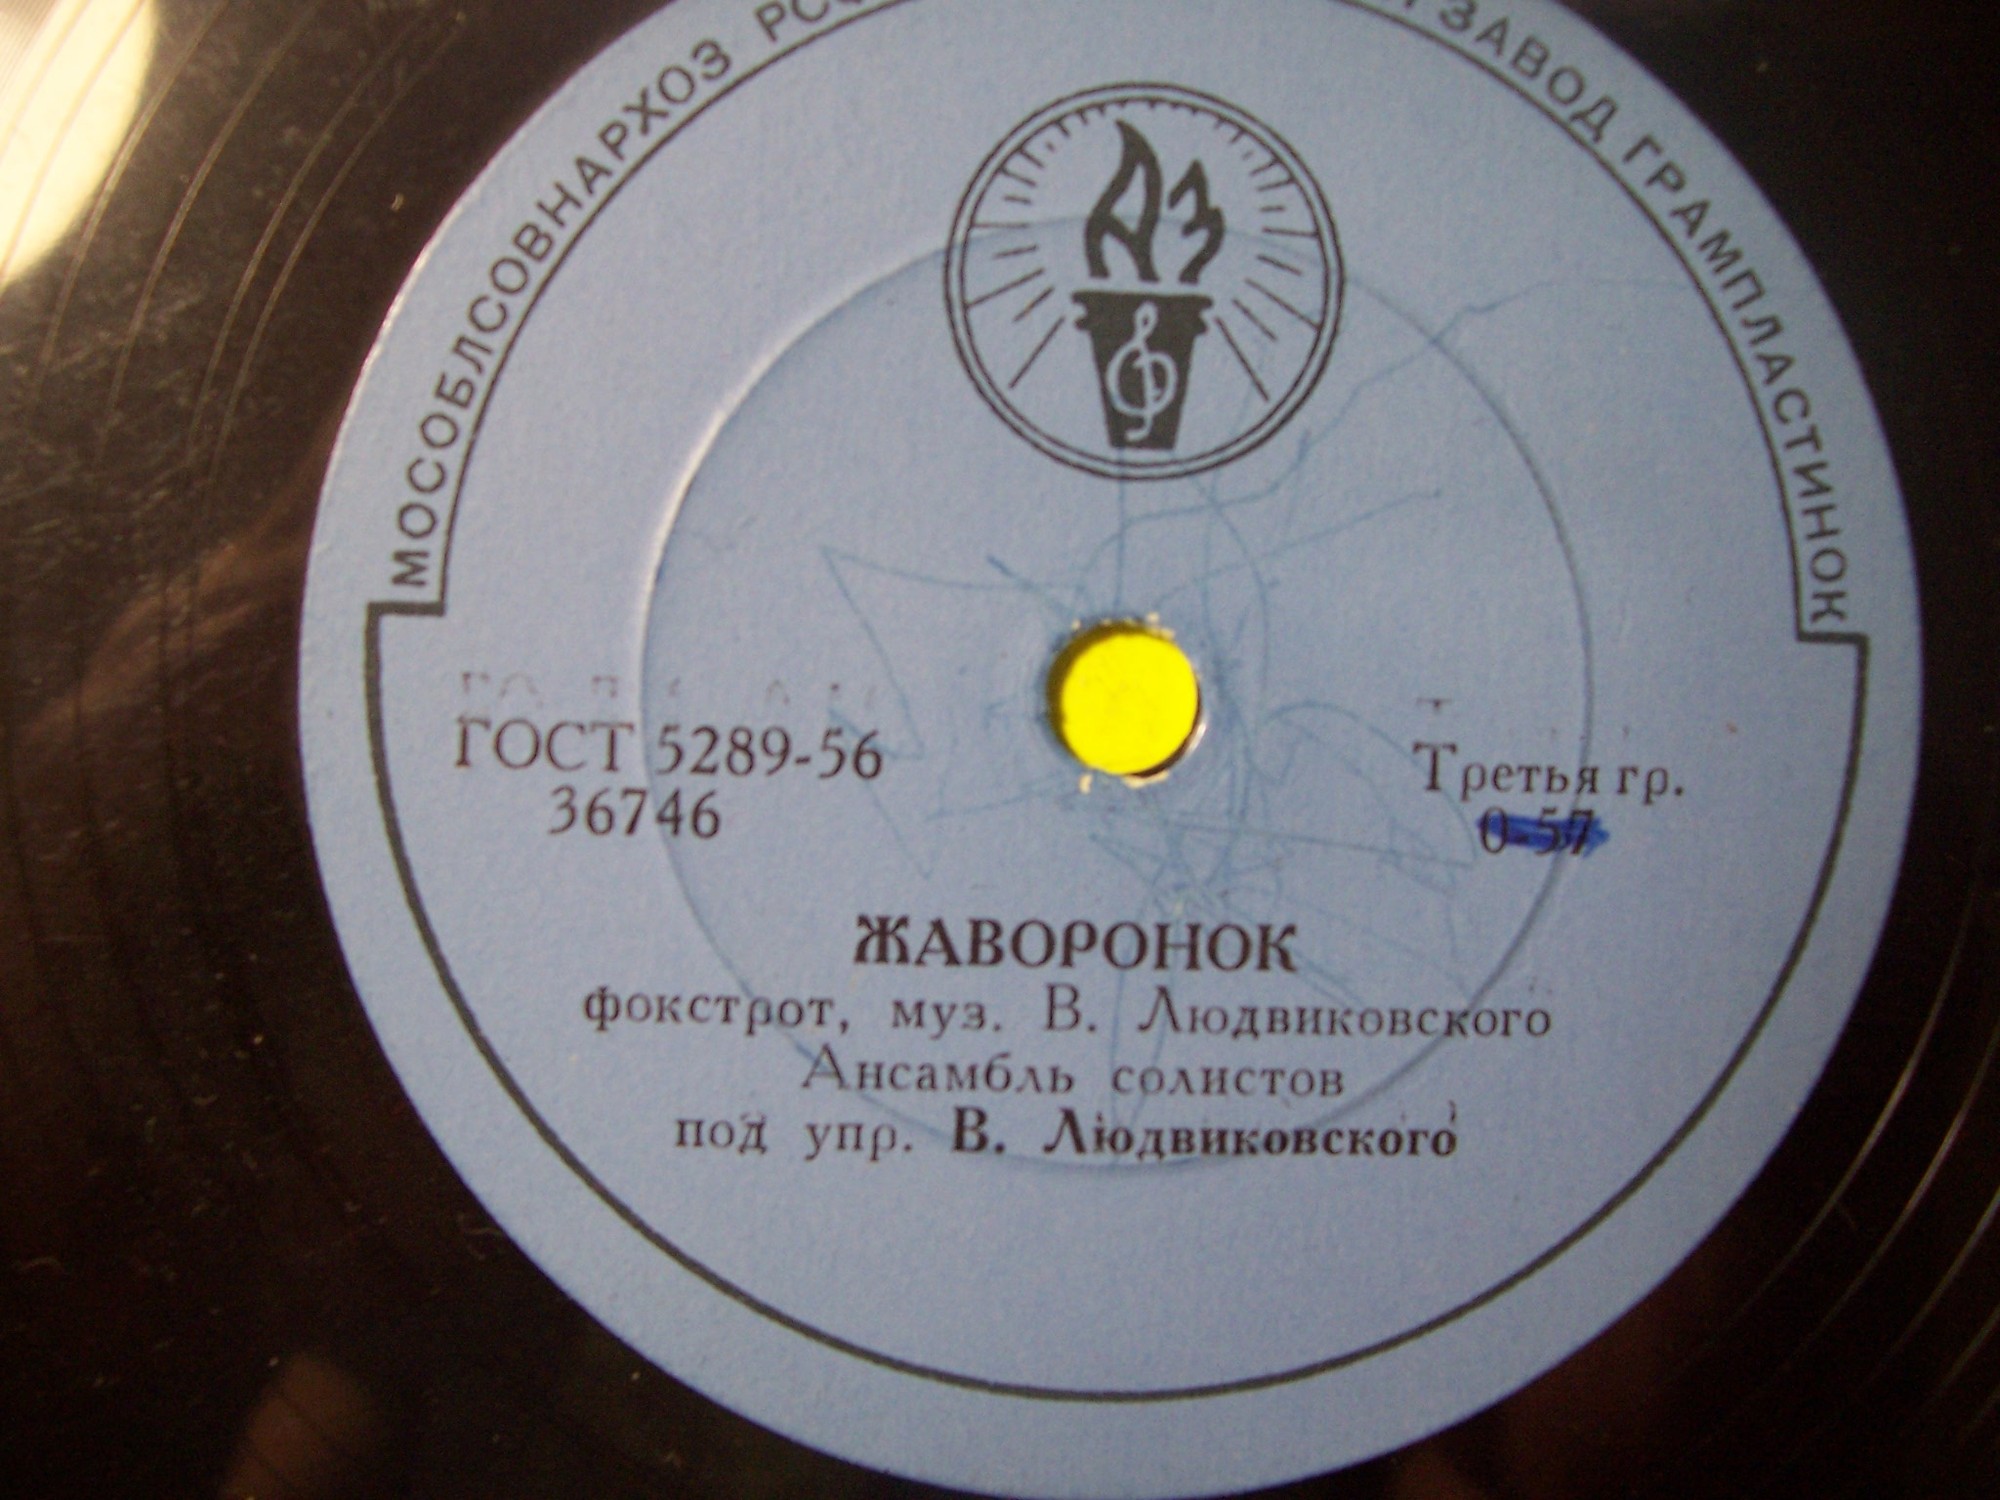 МОСОБЛСОВНАРХОЗ
ЗАВОД ГРАМПЛАСТИНОК
АЗ
ГОСТ 5289-56
36746
Третья гр.
0-57
ЖАВОРОНОК
фокстрот, муз. В. Людвиковского
Ансамбль солистов
под упр. В. Людвиковского